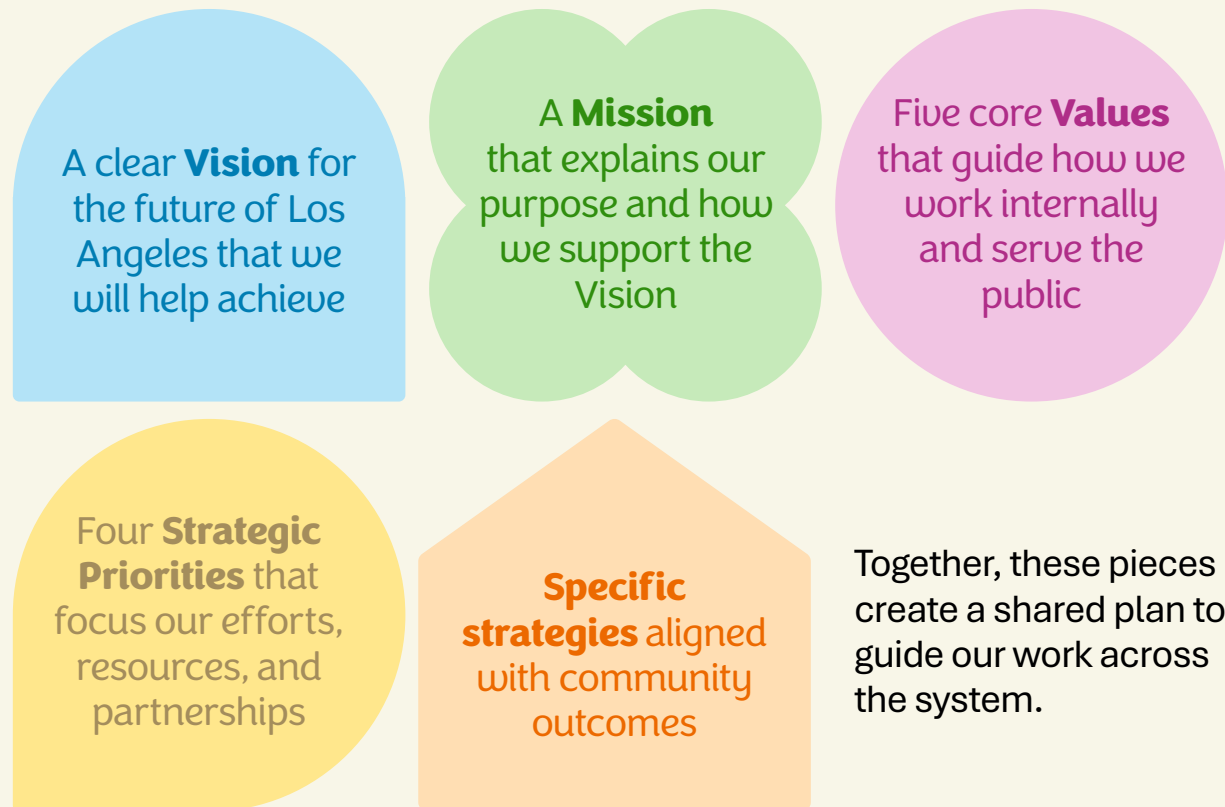 A clear Vision for
the future of Los
Angeles that we
will help achieve
A Mission
that explains our
purpose and how
we support the
Vision
Five core Values
that guide how we
work internally
and serve the
public
Four Strategic
Priorities that
focus our efforts,
resources, and
partnerships
Specific
strategies aligned
with community
outcomes
Together, these pieces
create a shared plan to
guide our work across
the system.